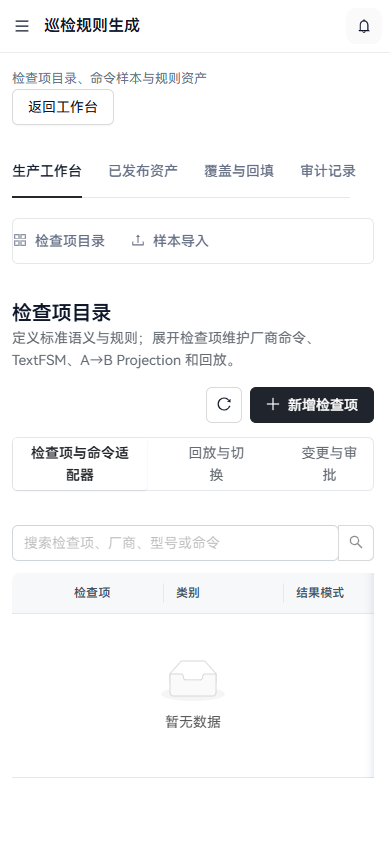 巡检规则生成
检查项目录、命令样本与规则资产
返回工作台
生产工作台 已发布资产 覆盖与回填 审计记录
检查项目录 样本导入
检查项目录
定义标准语义与规则；展开检查项维护厂商命令、
TextFSM、A→B Projection 和回放。
新增检查项
检查项与命令适
配器
回放与切
换
变更与审
批
搜索检查项、厂商、型号或命令
检查项 类别 结果模式
暂无数据